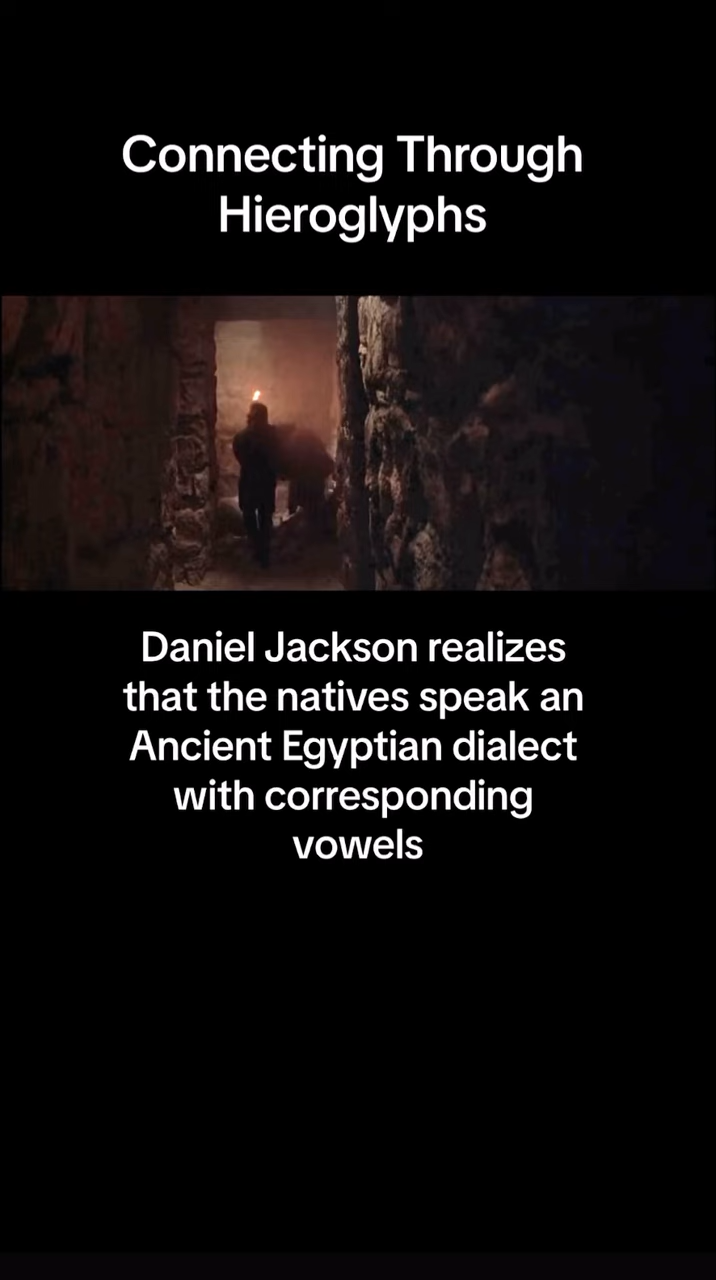 Connecting Through
Hieroglyphs
Daniel Jackson realizes
that the natives speak an
Ancient Egyptian dialect
with corresponding
vowels